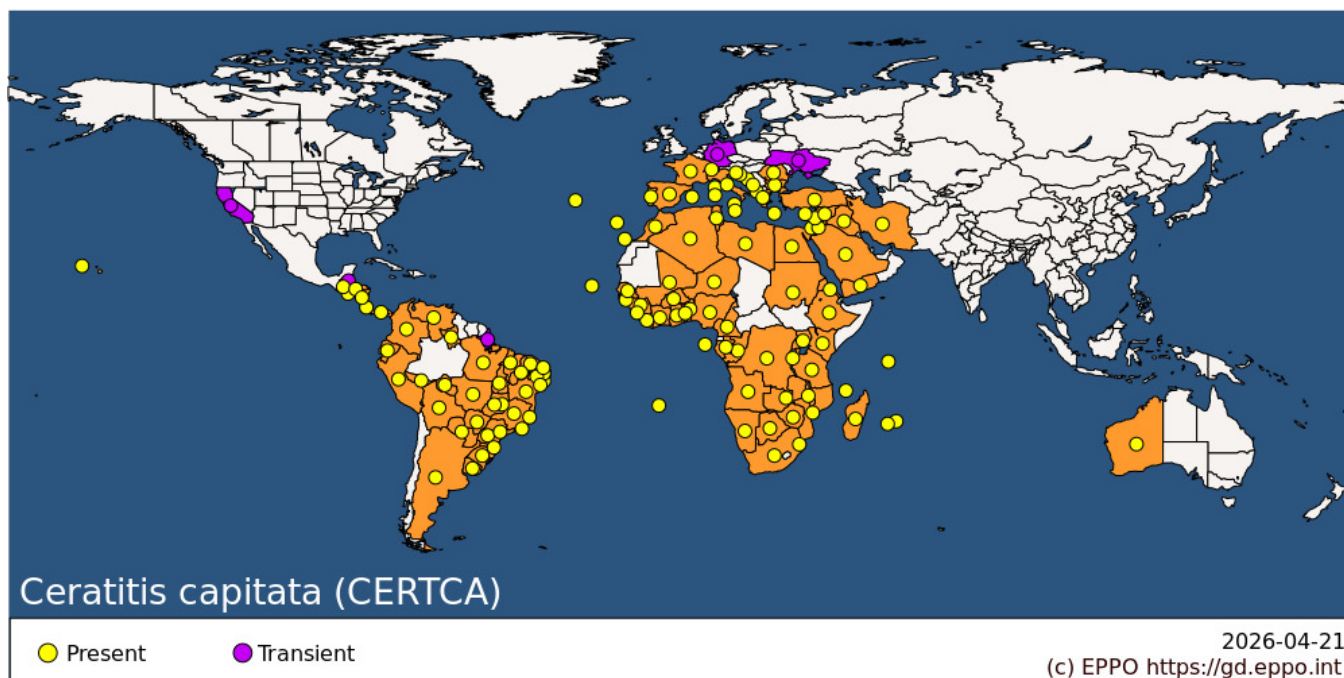 Ceratitis capitata (CERTCA)
Present
Transient
2026-04-21
(c) EPPO https://gd.eppo.int